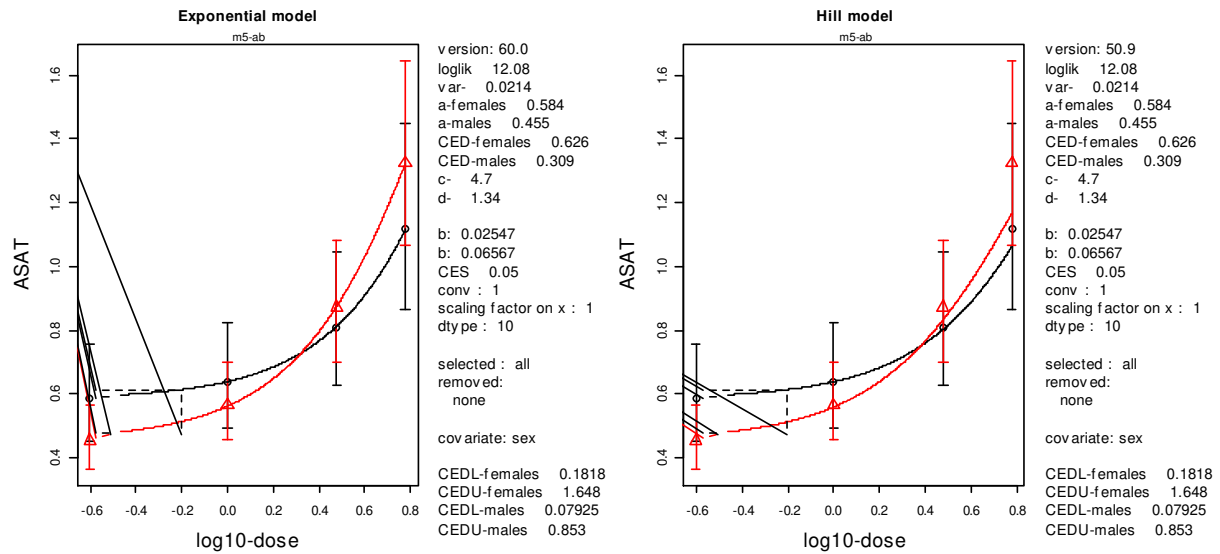 Exponential model
m5-ab
ASAT
1.6
1.4
1.2
1.0
0.8
0.6
0.4
-0.6 -0.4 -0.2 0.0 0.2 0.4 0.6 0.8
log10-dose
version: 60.0
loglik 12.08
var- 0.0214
a-females 0.584
a-males 0.455
CED-females 0.626
CED-males 0.309
c- 4.7
d- 1.34
b: 0.02547
b: 0.06567
CES 0.05
conv : 1
scaling factor on x : 1
dtype : 10
selected : all
removed:
none
covariate: sex
CEDL-females 0.1818
CEDU-females 1.648
CEDL-males 0.07925
CEDU-males 0.853
Hill model
m5-ab
ASAT
1.6
1.4
1.2
1.0
0.8
0.6
0.4
-0.6 -0.4 -0.2 0.0 0.2 0.4 0.6 0.8
log10-dose
version: 50.9
loglik 12.08
var- 0.0214
a-females 0.584
a-males 0.455
CED-females 0.626
CED-males 0.309
c- 4.7
d- 1.34
b: 0.02547
b: 0.06567
CES 0.05
conv : 1
scaling factor on x : 1
dtype : 10
selected : all
removed:
none
covariate: sex
CEDL-females 0.1818
CEDU-females 1.648
CEDL-males 0.07925
CEDU-males 0.853